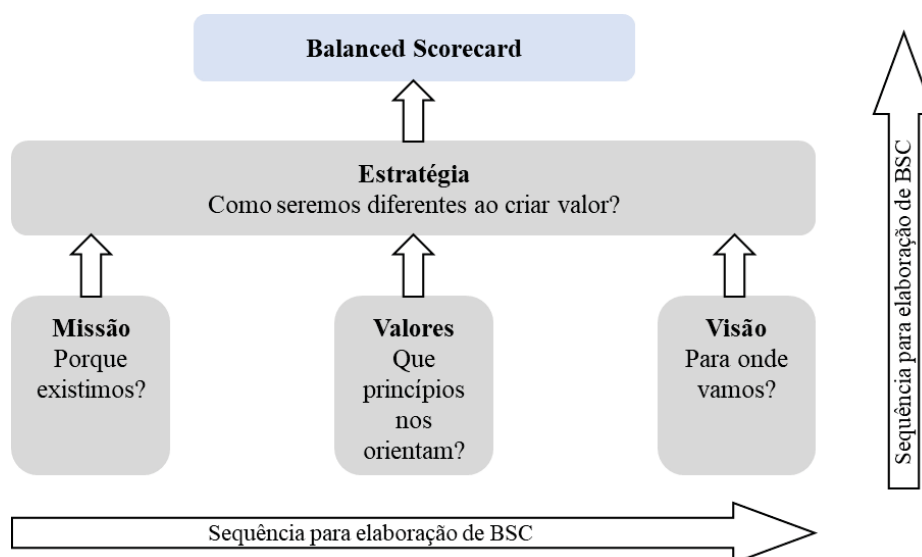 Balanced Scorecard
Estratégia
Como seremos diferentes ao criar valor?
Missão
Porque
existimos?
Valores
Que
princípios
nos
orientam?
Visão
Para onde
vamos?
Sequência para elaboração de BSC
Sequência para elaboração de BSC